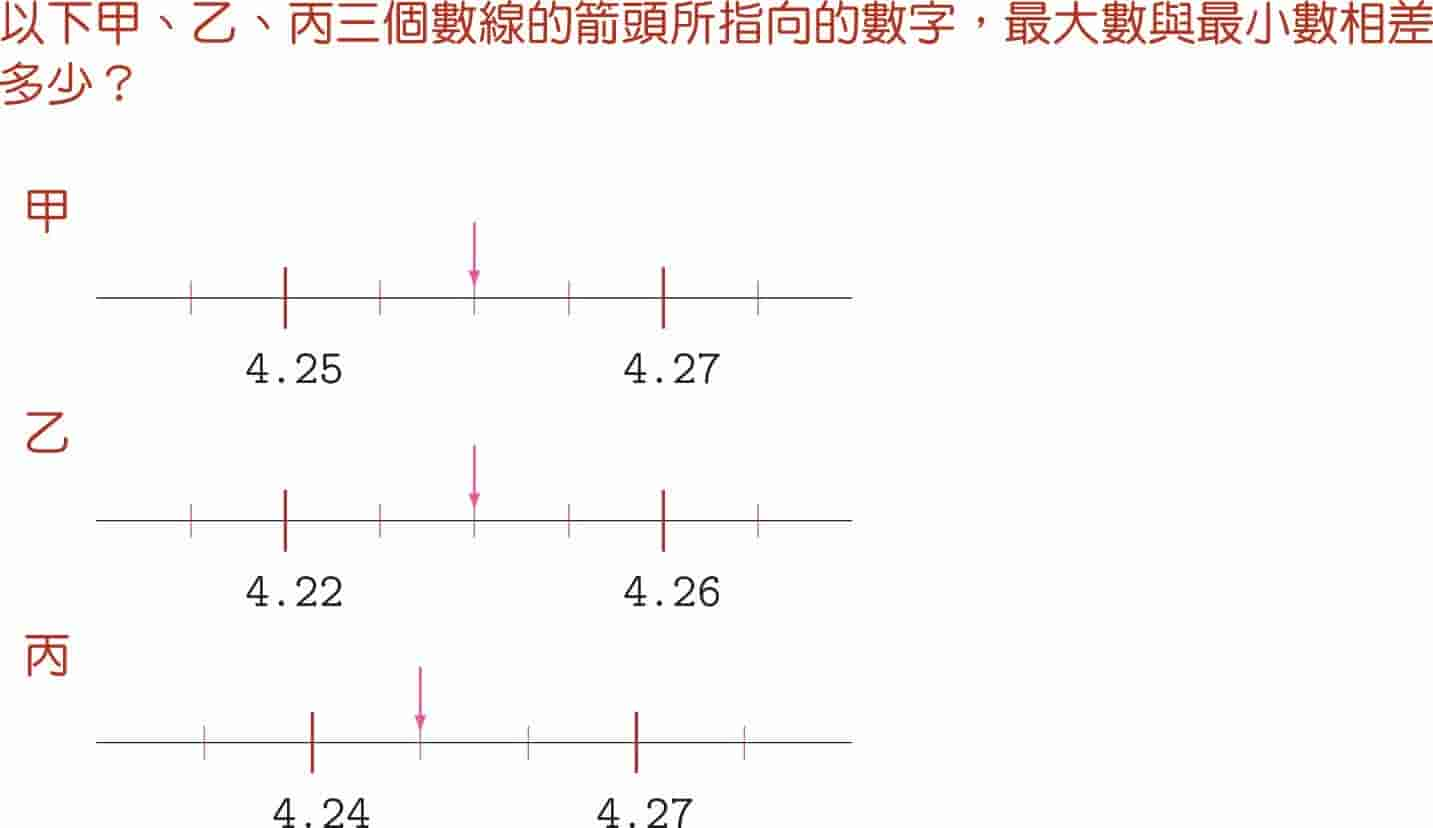 以下甲、乙、丙三個數線的箭頭所指向的數字，最大數與最小數相差
多少？
甲
4.25 4.27
乙
4.22 4.26
丙
4.24 4.27